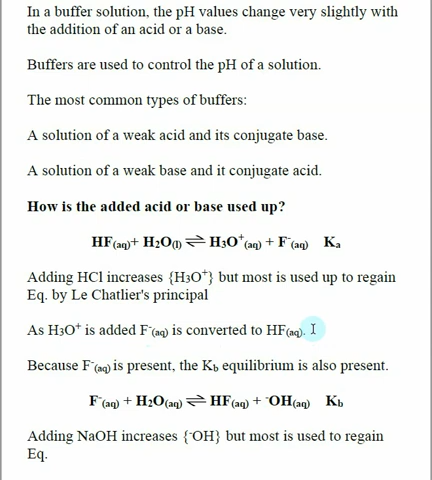 In a buffer solution, the pH values change very slightly with
the addition of an acid or a base.
Buffers are used to control the pH of a solution.
The most common types of buffers:
A solution of a weak acid and its conjugate base.
A solution of a weak base and it conjugate acid.
How is the added acid or base used up?
HF(aq)+ H₂O(l) ⇌ H₃O⁺(aq) + F⁻(aq) Kₐ
Adding HCl increases {H₃O⁺} but most is used up to regain
Eq. by Le Chatlier's principal
As H₃O⁺ is added F⁻(aq) is converted to HF(aq).
Because F⁻(aq) is present, the K_b equilibrium is also present.
F⁻(aq) + H₂O(aq) ⇌ HF(aq) + ⁻OH(aq) K_b
Adding NaOH increases {⁻OH} but most is used to regain
Eq.